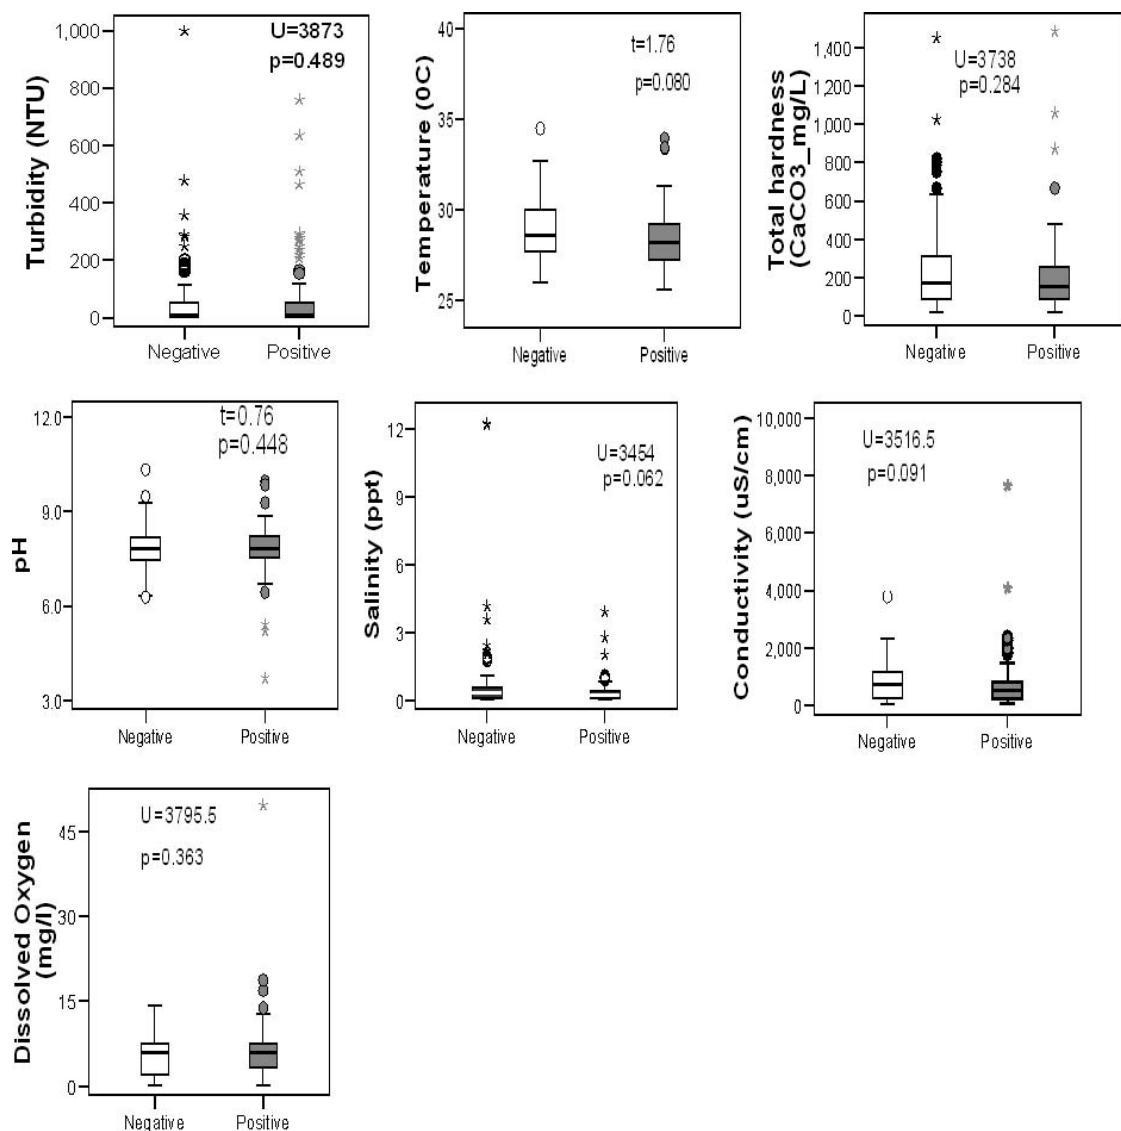 Turbidity (NTU)
1,000
800
600
400
200
0
U=3873
p=0.489
Negative
Positive
Temperature (0C)
40
35
30
25
t=1.76
p=0.080
Negative
Positive
Total hardness
(CaCO3_mg/L)
1,400
1,200
1,000
800
600
400
200
0
U=3738
p=0.284
Negative
Positive
pH
12.0
9.0
6.0
3.0
t=0.76
p=0.448
Negative
Positive
Salinity (ppt)
12
9
6
3
0
U=3454
p=0.062
Negative
Positive
Conductivity (uS/cm)
10,000
8,000
6,000
4,000
2,000
0
U=3516.5
p=0.091
Negative
Positive
Dissolved Oxygen
(mg/l)
45
30
15
0
U=3795.5
p=0.363
Negative
Positive